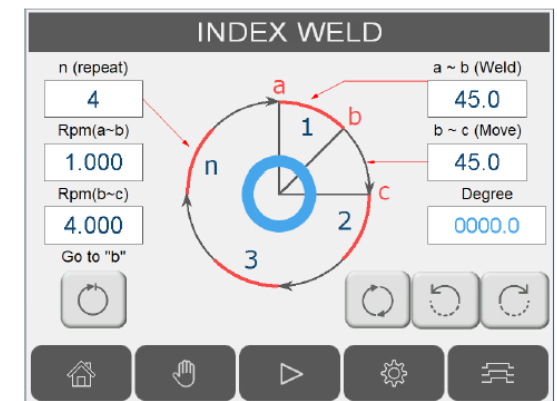 INDEX WELD
n (repeat)
4
Rpm(a~b)
1.000
Rpm(b~c)
4.000
Go to "b"
a
b
c
1
2
3
n
a ~ b (Weld)
45.0
b ~ c (Move)
45.0
Degree
0000.0